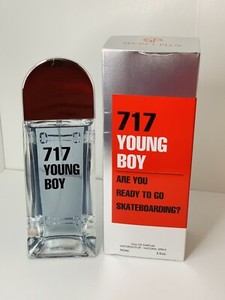 717
YOUNG
BOY
717
YOUNG
BOY
ARE YOU
READY TO GO
SKATEBOARDING?
EAU DE PARFUM